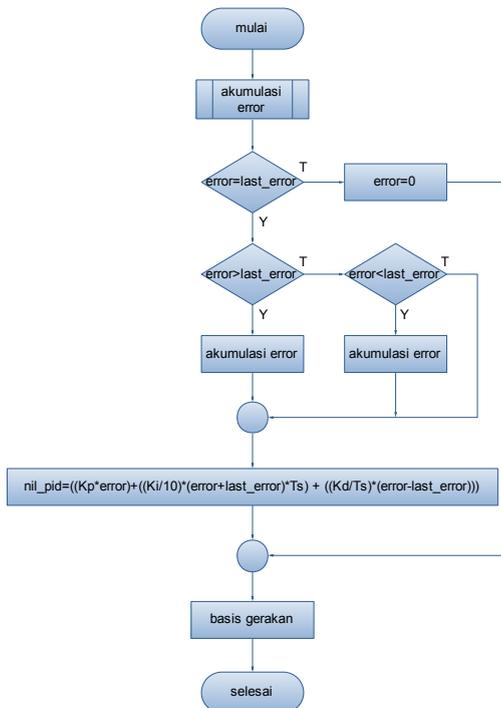 mulai
akumulasi
error
error=last_error
T
error=0
Y
error>last_error
T
error<last_error
T
Y
Y
akumulasi error
akumulasi error
nil_pid=((Kp*error)+((Ki/10)*(error+last_error)*Ts) + ((Kd/Ts)*(error-last_error)))
basis gerakan
selesai